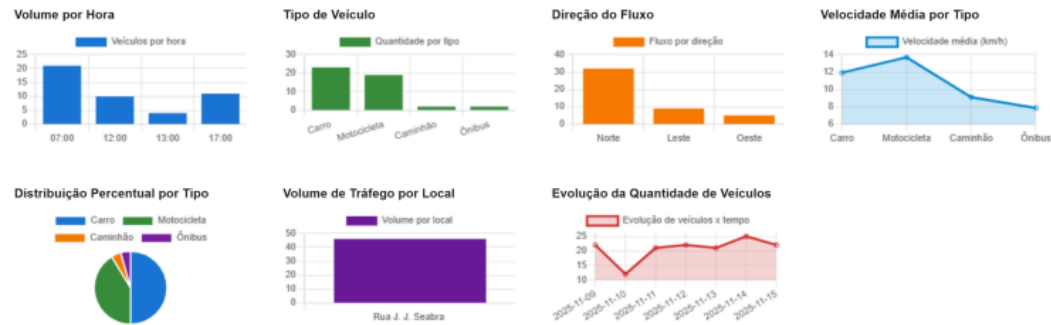 Volume por Hora
Veículos por hora
25
20
15
10
5
0
07:00 12:00 13:00 17:00
Tipo de Veículo
Quantidade por tipo
30
20
10
0
Carro Motocicleta Caminhão Ônibus
Direção do Fluxo
Fluxo por direção
40
30
20
10
0
Norte Leste Oeste
Velocidade Média por Tipo
Velocidade média (km/h)
14
12
10
8
6
Carro Motocicleta Caminhão Ônibus
Distribuição Percentual por Tipo
Carro Motocicleta
Caminhão Ônibus
Volume de Tráfego por Local
Volume por local
50
40
30
20
10
0
Rua J. J. Seabra
Evolução da Quantidade de Veículos
Evolução de veículos x tempo
25
20
15
10
2025-11-09 2025-11-10 2025-11-11 2025-11-12 2025-11-13 2025-11-14 2025-11-15